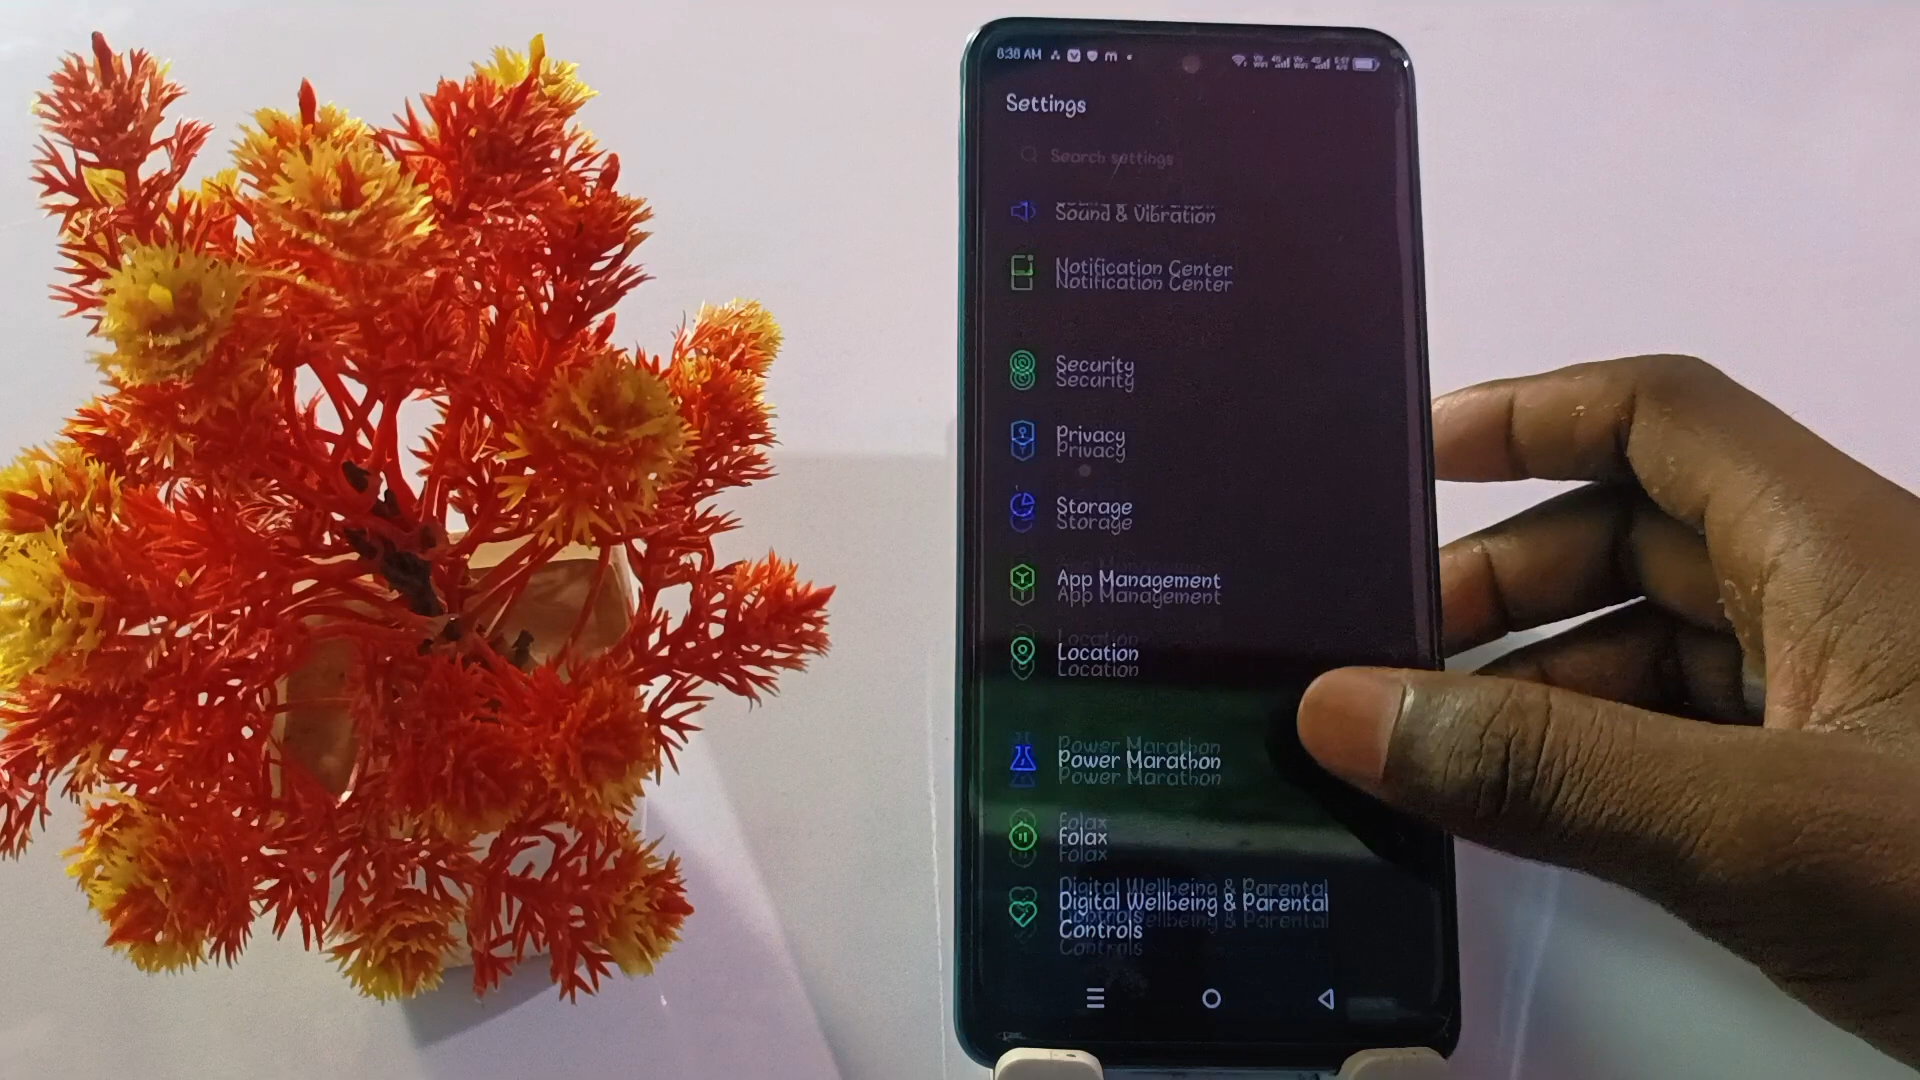 8:38 AM
Settings
Search settings
Sound & Vibration
Notification Center
Security
Privacy
Storage
App Management
Location
Power Marathon
Folax
Digital Wellbeing & Parental
Controls